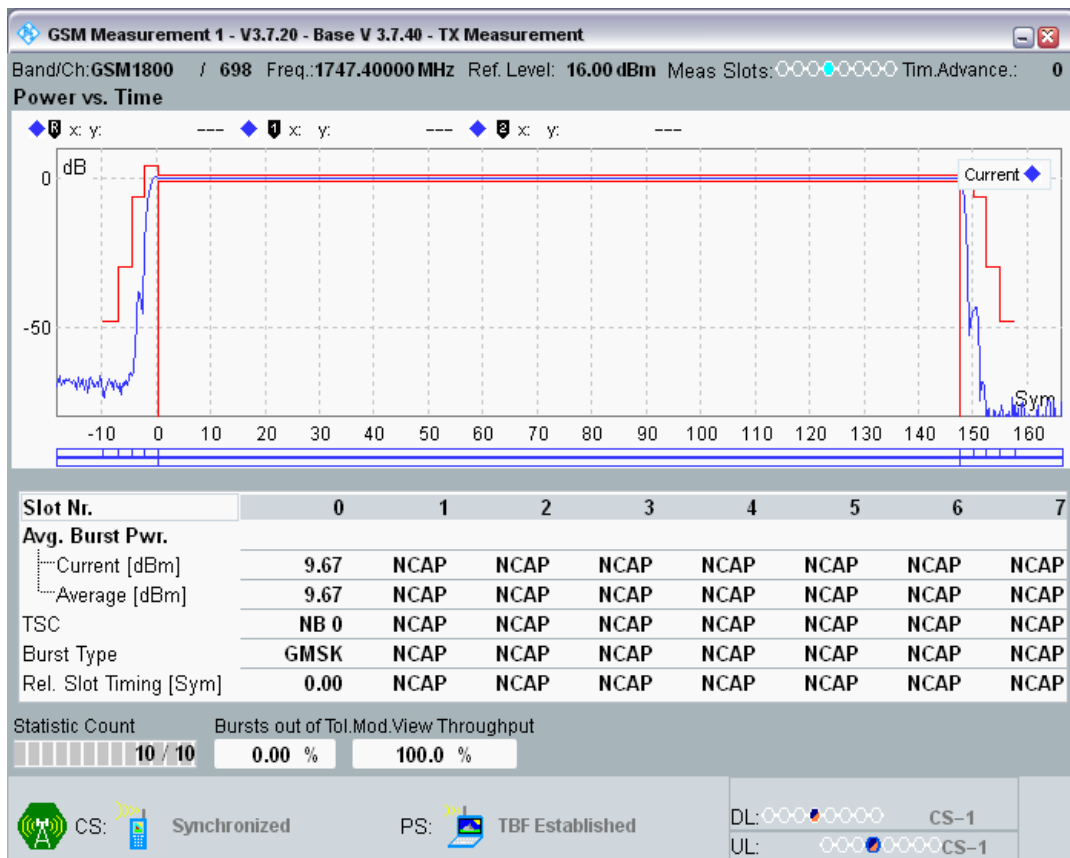 GSM Measurement 1 - V3.7.20 - Base V 3.7.40 - TX Measurement
Band/Ch:GSM1800 / 698 Freq.:1747.40000 MHz Ref. Level: 16.00 dBm Meas Slots: Tim.Advance.: 0
Power vs. Time
R x: y: --- 1 x: y: --- 2 x: y: ---
dB
0
Current
-50
Sym
-10 0 10 20 30 40 50 60 70 80 90 100 110 120 130 140 150 160
Slot Nr. 0 1 2 3 4 5 6 7
Avg. Burst Pwr.
Current [dBm] 9.67 NCAP NCAP NCAP NCAP NCAP NCAP NCAP
Average [dBm] 9.67 NCAP NCAP NCAP NCAP NCAP NCAP NCAP
TSC NB 0 NCAP NCAP NCAP NCAP NCAP NCAP NCAP
Burst Type GMSK NCAP NCAP NCAP NCAP NCAP NCAP NCAP
Rel. Slot Timing [Sym] 0.00 NCAP NCAP NCAP NCAP NCAP NCAP NCAP
Statistic Count Bursts out of Tol.Mod.View Throughput
10 / 10 0.00 % 100.0 %
CS: Synchronized PS: TBF Established
DL: CS-1
UL: CS-1